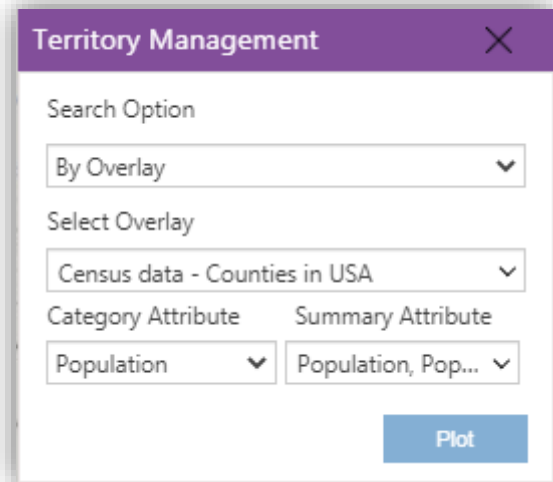 Territory Management
Search Option
By Overlay
Select Overlay
Census data - Counties in USA
Category Attribute Summary Attribute
Population Population, Pop...
Plot